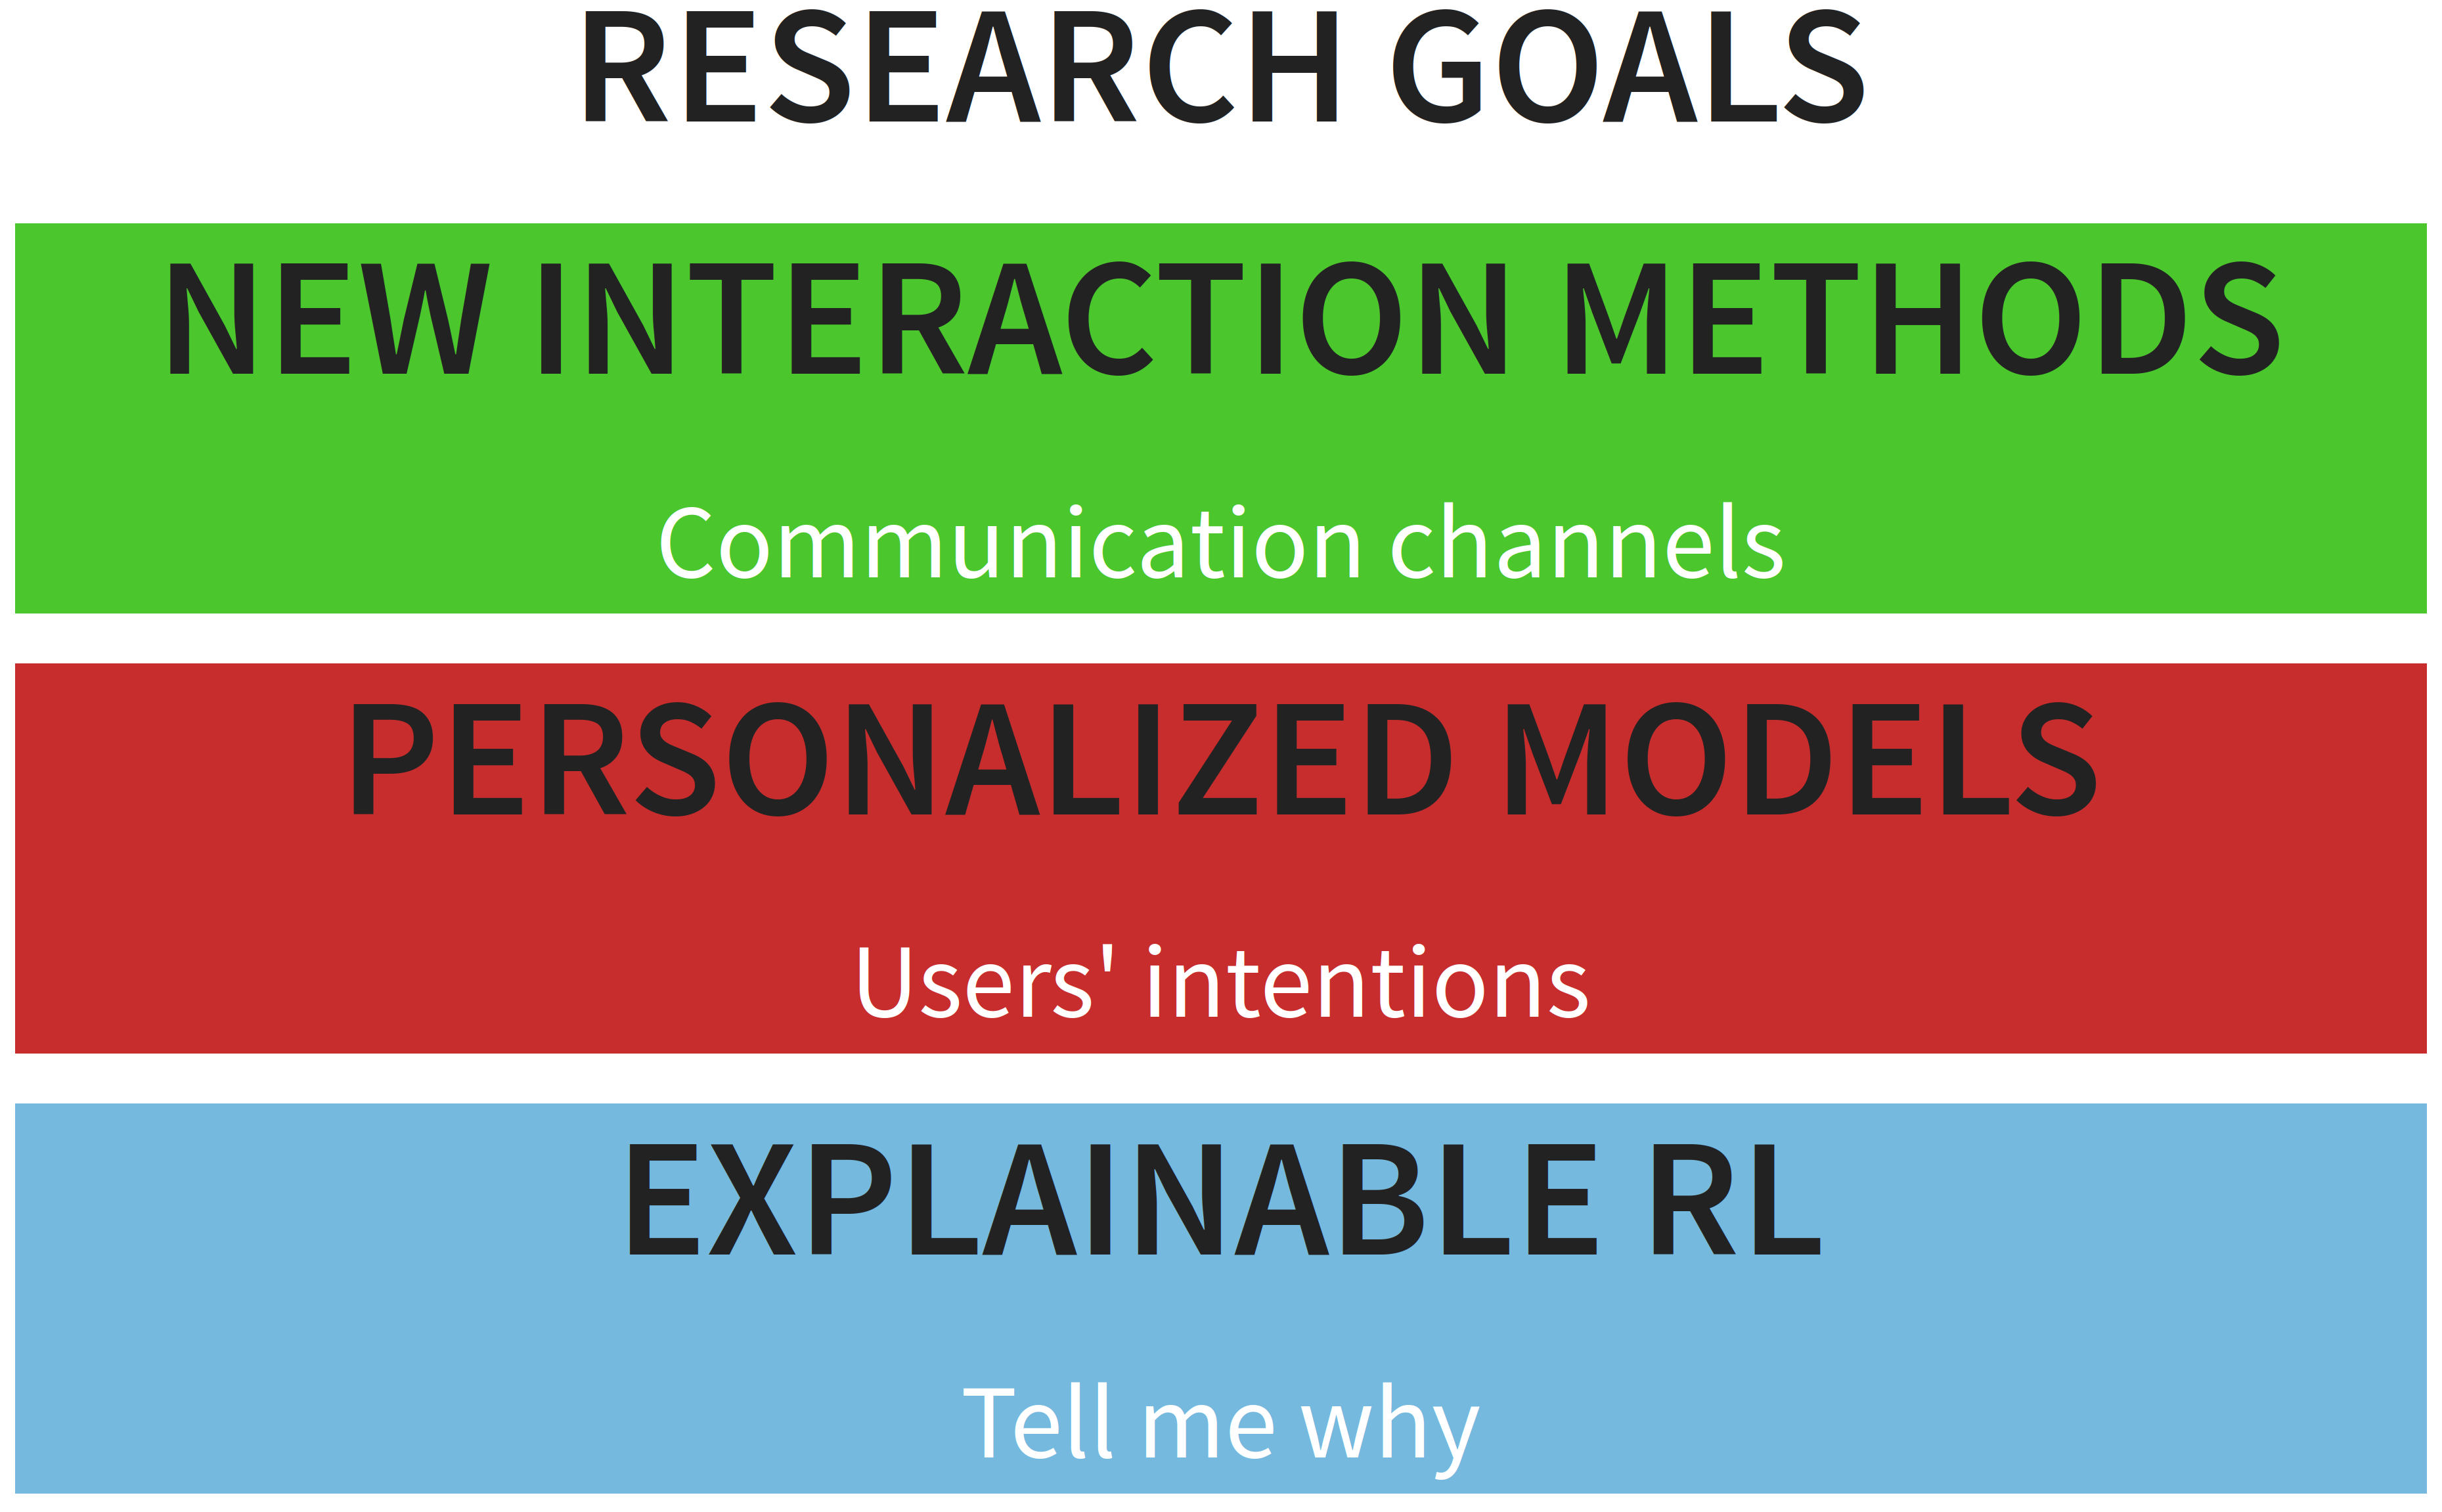 RESEARCH GOALS
NEW INTERACTION METHODS
Communication channels
PERSONALIZED MODELS
Users' intentions
EXPLAINABLE RL
Tell me why